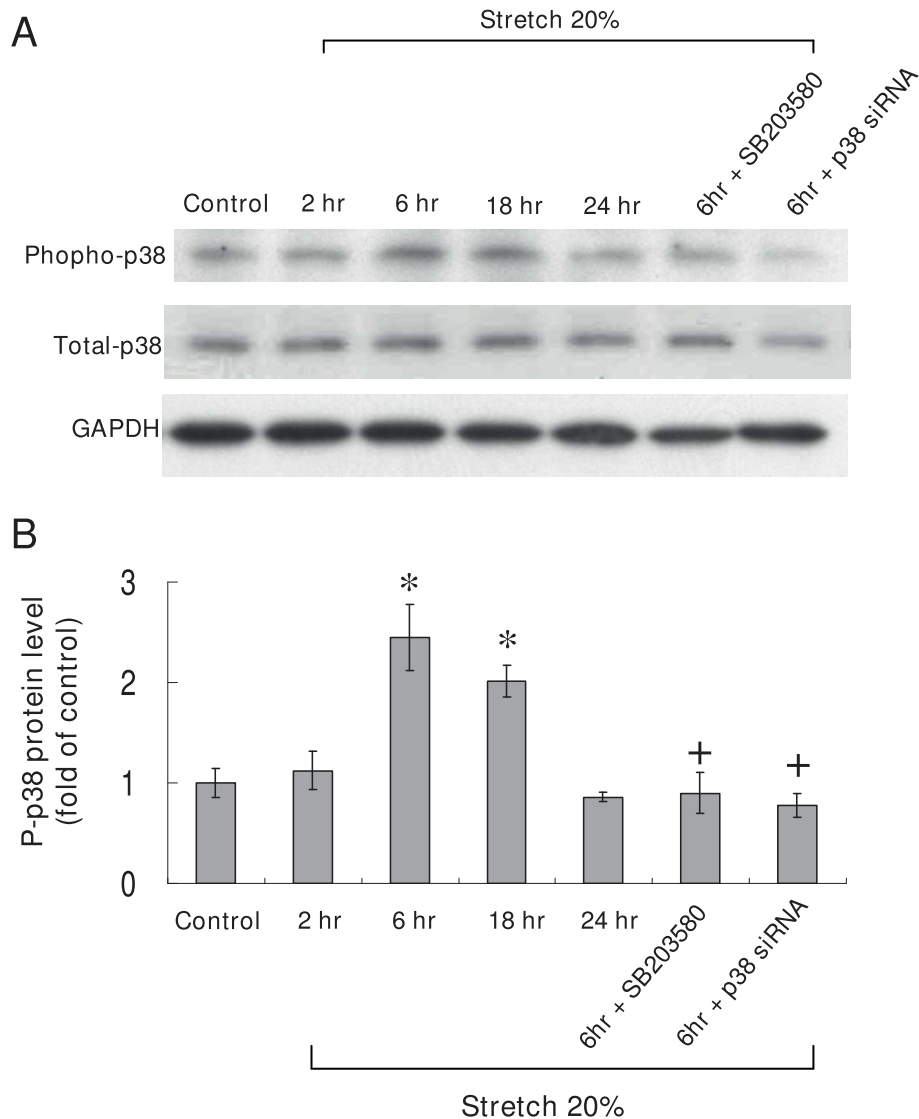 A
Stretch 20%
Control 2 hr 6 hr 18 hr 24 hr 6hr + SB203580 6hr + p38 siRNA
Phopho-p38
Total-p38
GAPDH
B
P-p38 protein level
(fold of control)
3
2
1
0
* * + +
Control 2 hr 6 hr 18 hr 24 hr 6hr + SB203580 6hr + p38 siRNA
Stretch 20%